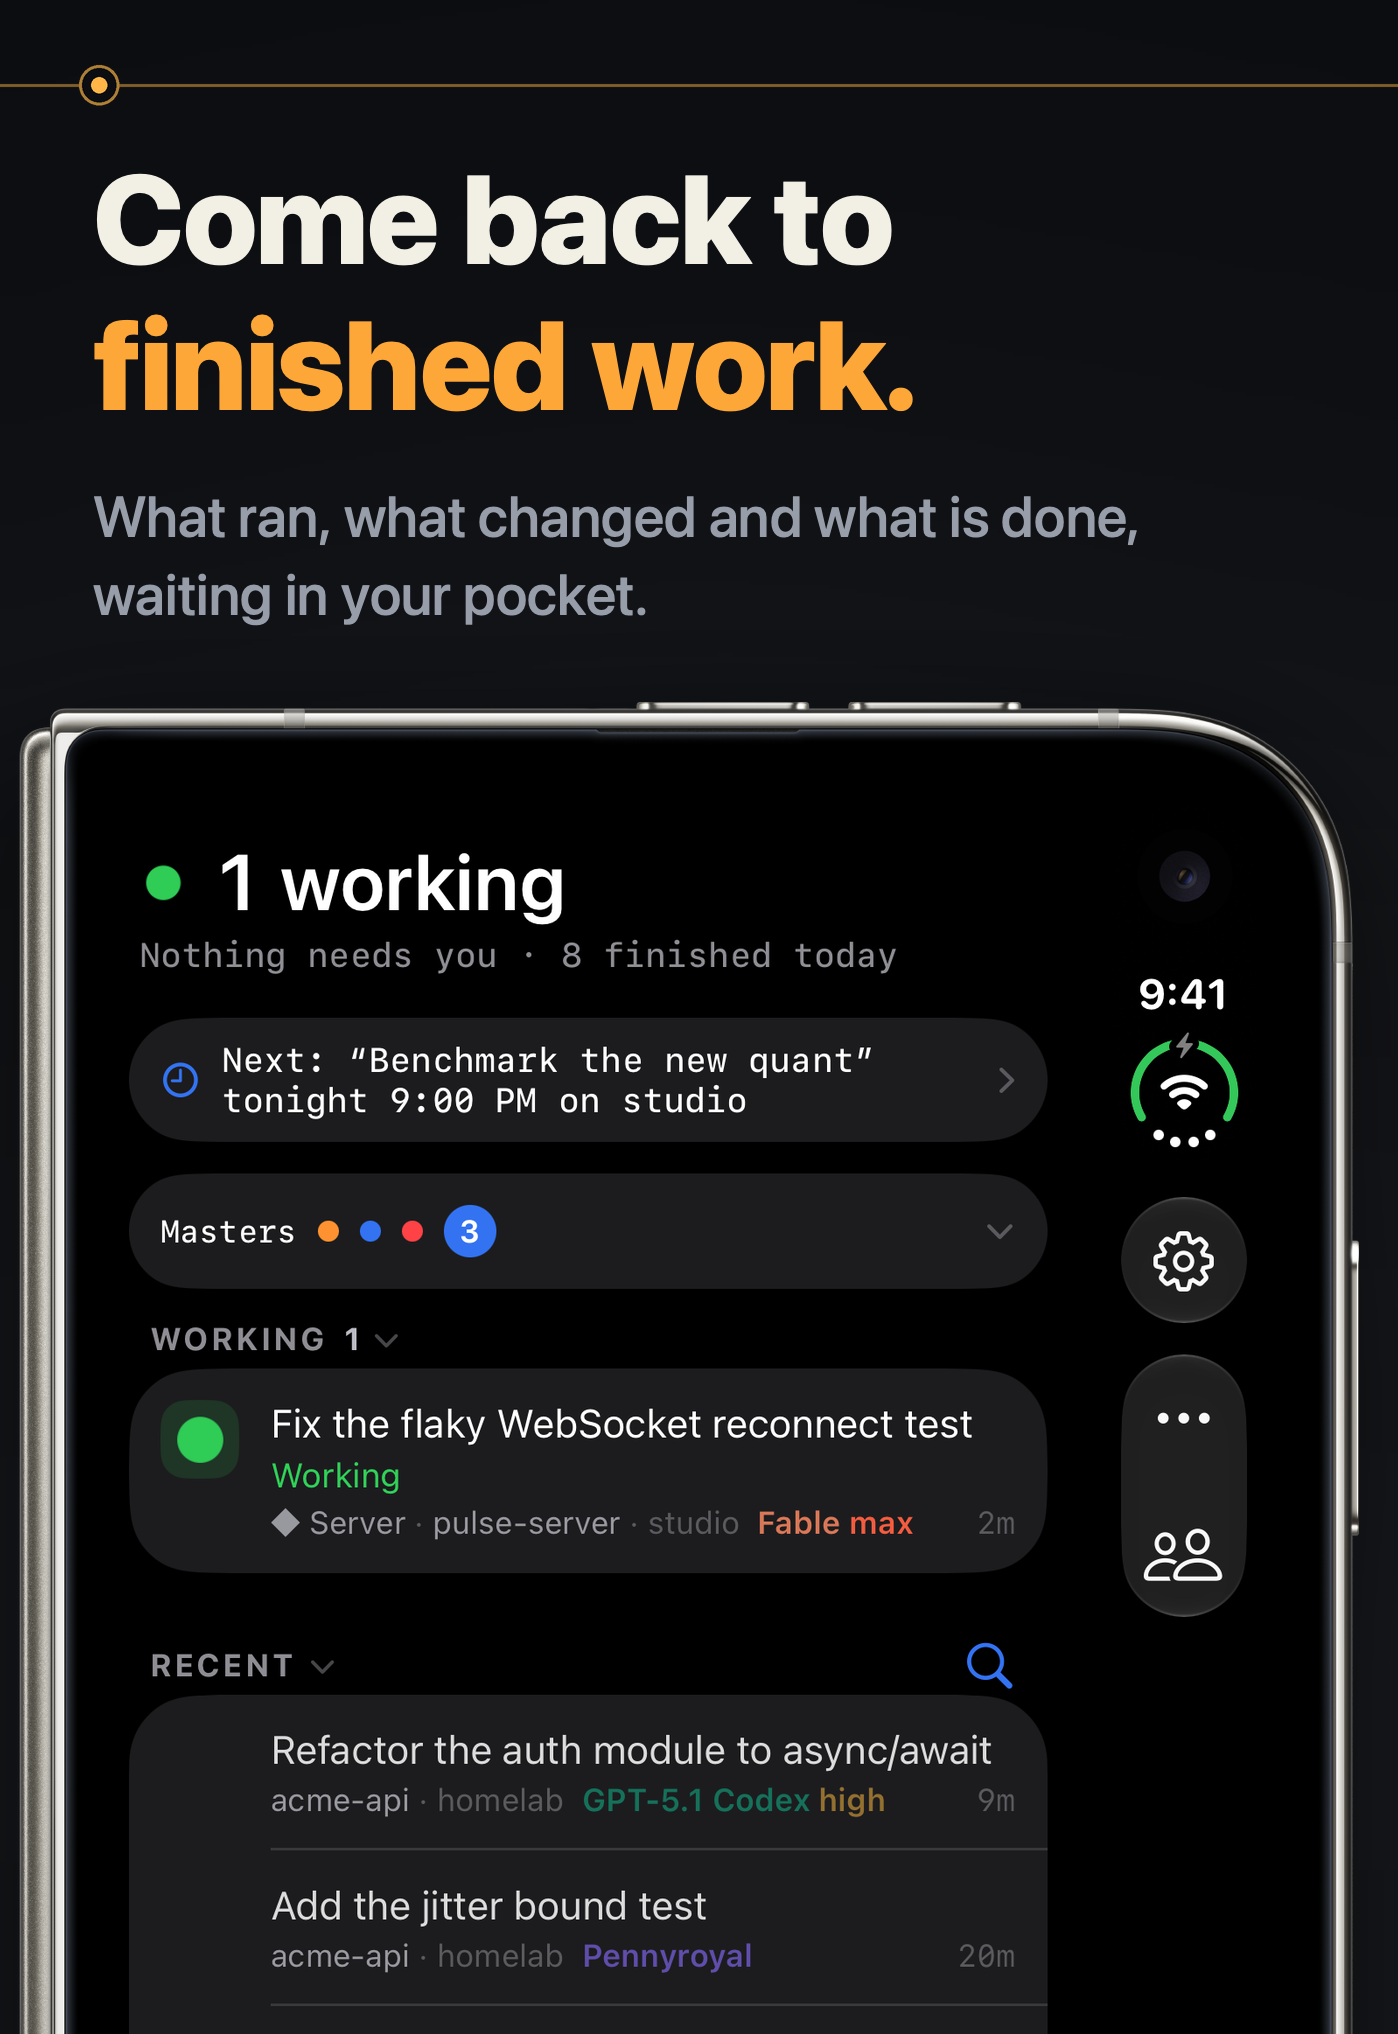 Come back to
finished work.
What ran, what changed and what is done,
waiting in your pocket.
1 working
Nothing needs you · 8 finished today
9:41
Next: “Benchmark the new quant”
tonight 9:00 PM on studio
Masters 3
WORKING 1
Fix the flaky WebSocket reconnect test
Working
Server · pulse-server · studio Fable max 2m
RECENT
Refactor the auth module to async/await
acme-api · homelab GPT-5.1 Codex high 9m
Add the jitter bound test
acme-api · homelab Pennyroyal 20m